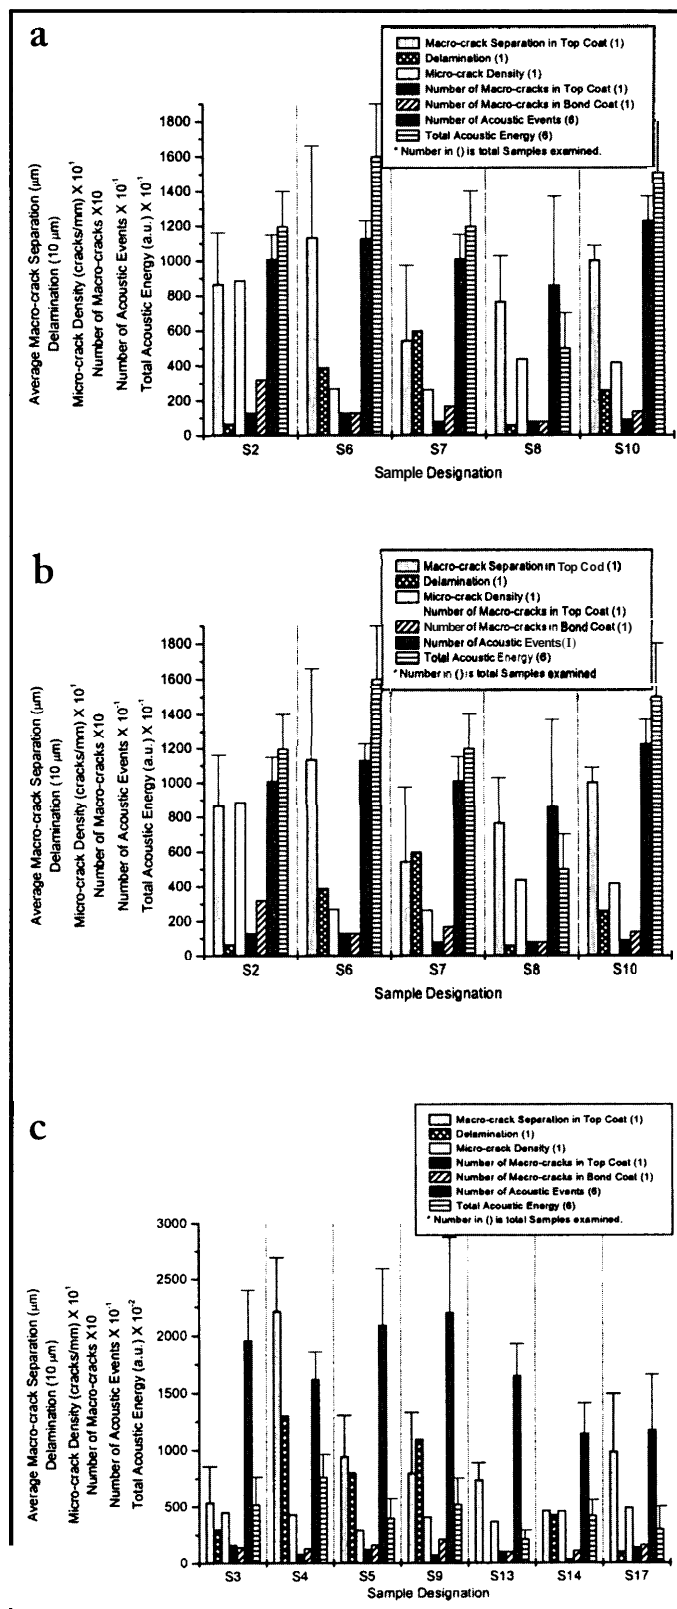 a
Macro-crack Separation in Top Coat (1)
Delamination (1)
Micro-crack Density (1)
Number of Macro-cracks in Top Coat (1)
Number of Macro-cracks in Bond Coat (1)
Number of Acoustic Events (6)
Total Acoustic Energy (6)
* Number in () is total Samples examined.
Average Macro-crack Separation (μm)
Delamination (10 μm)
Micro-crack Density (cracks/mm) X 10¹
Number of Macro-cracks X10
Number of Acoustic Events X 10⁻¹
Total Acoustic Energy (a.u.) X 10⁻¹
1800
1600
1400
1200
1000
800
600
400
200
0
S2 S6 S7 S8 S10
Sample Designation
b
Macro-crack Separation in Top Cod (1)
Delamination (1)
Micro-crack Density (1)
Number of Macro-cracks in Top Coat (1)
Number of Macro-cracks in Bond Coat (1)
Number of Acoustic Events (I)
Total Acoustic Energy (6)
* Number in () is total Samples examined
Average Macro-crack Separation (μm)
Delamination (10 μm)
Micro-crack Density (cracks/mm) X 10¹
Number of Macro-cracks X10
Number of Acoustic Events X 10⁻¹
Total Acoustic Energy (a.u.) X 10⁻¹
1800
1600
1400
1200
1000
800
600
400
200
0
S2 S6 S7 S8 S10
Sample Designation
c
Macro-crack Separation in Top Coat (1)
Delamination (1)
Micro-crack Density (1)
Number of Macro-cracks in Top Coat (1)
Number of Macro-cracks in Bond Coat (1)
Number of Acoustic Events (6)
Total Acoustic Energy (6)
* Number in () is total Samples examined.
Average Macro-crack Separation (μm)
Delamination (10 μm)
Micro-crack Density (cracks/mm) X 10¹
Number of Macro-cracks X10
Number of Acoustic Events X 10⁻¹
Total Acoustic Energy (a.u.) X 10⁻²
3000
2500
2000
1500
1000
500
0
S3 S4 S5 S9 S13 S14 S17
Sample Designation